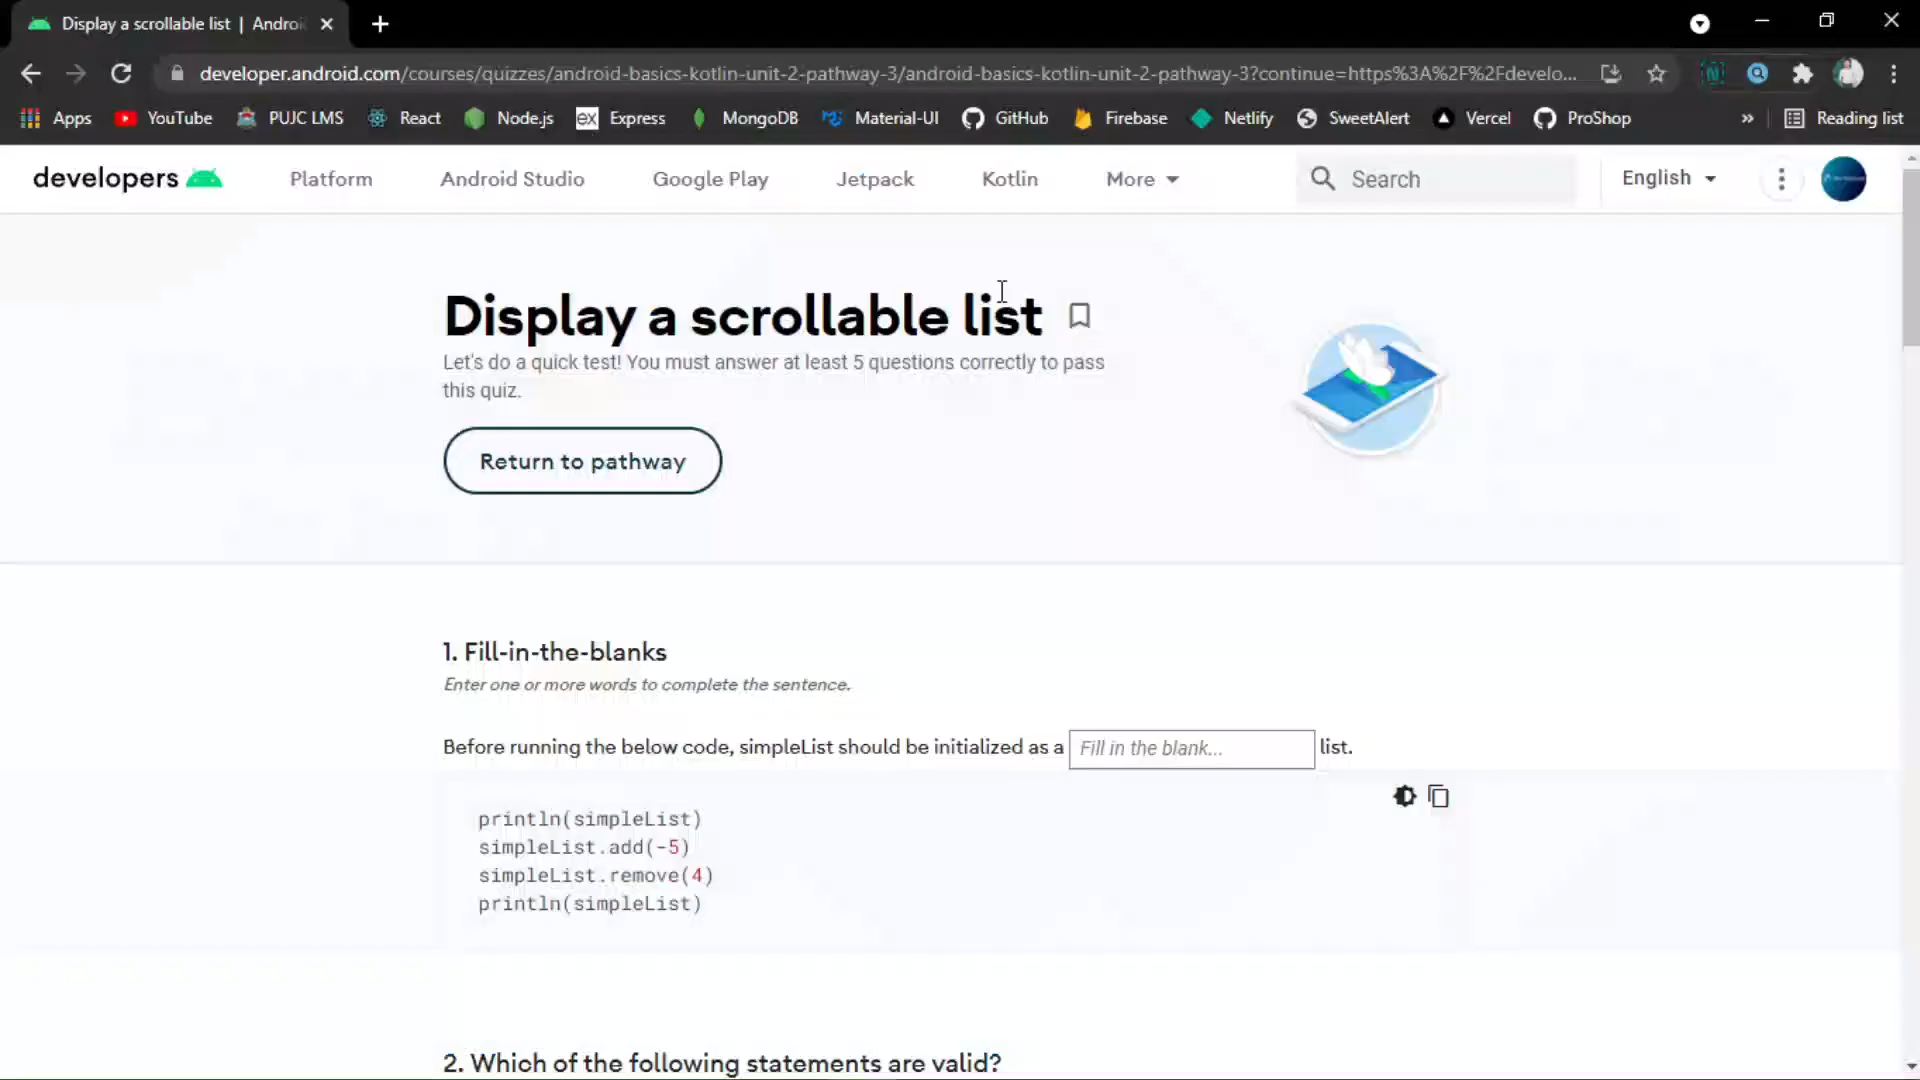 Display a scrollable list | Androi
developer.android.com/courses/quizzes/android-basics-kotlin-unit-2-pathway-3/android-basics-kotlin-unit-2-pathway-3?continue=https%3A%2F%2Fdevelo...
Apps YouTube PUJC LMS React Node.js ex Express MongoDB Material-UI GitHub Firebase Netlify SweetAlert Vercel ProShop » Reading list
developers Platform Android Studio Google Play Jetpack Kotlin More Search English
Display a scrollable list
Let's do a quick test! You must answer at least 5 questions correctly to pass
this quiz.
Return to pathway
1. Fill-in-the-blanks
Enter one or more words to complete the sentence.
Before running the below code, simpleList should be initialized as a Fill in the blank... list.
println(simpleList)
simpleList.add(-5)
simpleList.remove(4)
println(simpleList)
2. Which of the following statements are valid?